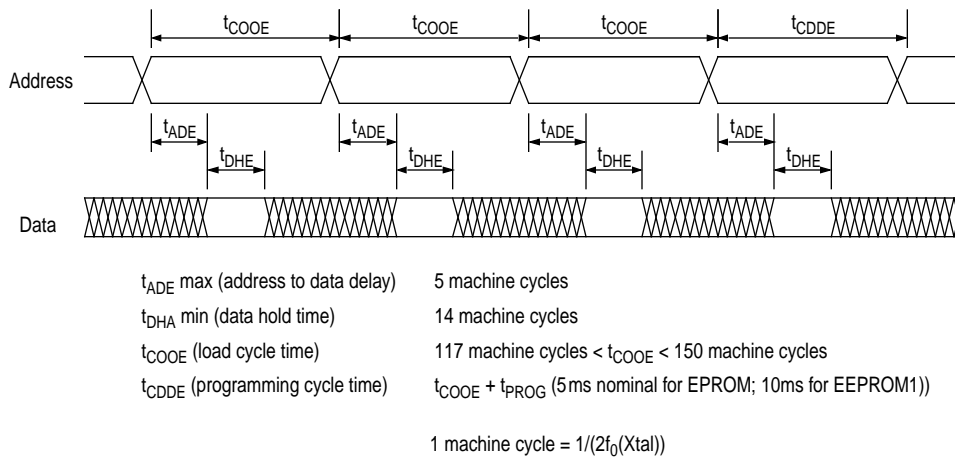 tCOOE tCOOE tCOOE tCDDE
Address
tADE tADE tADE tADE
tDHE tDHE tDHE tDHE
Data
tADE max (address to data delay) 5 machine cycles
tDHA min (data hold time) 14 machine cycles
tCOOE (load cycle time) 117 machine cycles < tCOOE < 150 machine cycles
tCDDE (programming cycle time) tCOOE + tPROG (5ms nominal for EPROM; 10ms for EEPROM1))
1 machine cycle = 1/(2f0(Xtal))